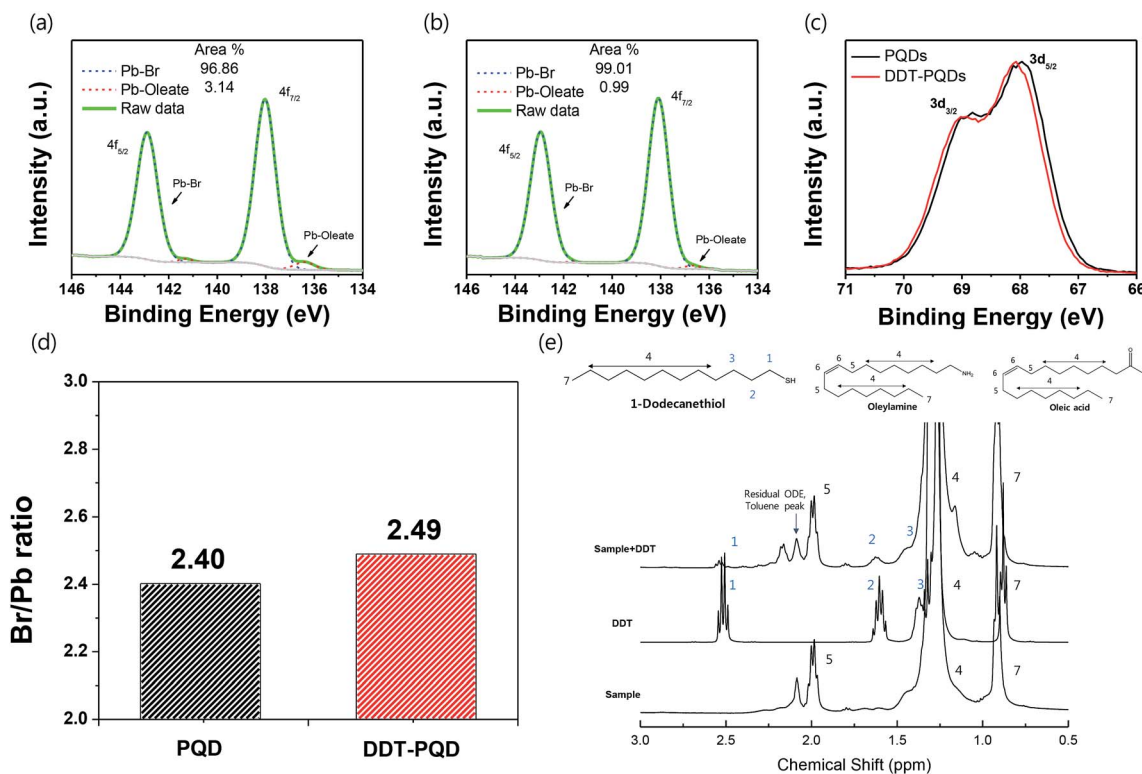 (a)
Area %
Pb-Br 96.86
Pb-Oleate 3.14
Raw data
4f7/2
4f5/2
Pb-Br
Pb-Oleate
Intensity (a.u.)
146 144 142 140 138 136 134
Binding Energy (eV)
(b)
Area %
Pb-Br 99.01
Pb-Oleate 0.99
Raw data
4f7/2
4f5/2
Pb-Br
Pb-Oleate
Intensity (a.u.)
146 144 142 140 138 136 134
Binding Energy (eV)
(c)
PQDs
DDT-PQDs
3d5/2
3d3/2
Intensity (a.u.)
71 70 69 68 67 66
Binding Energy (eV)
(d)
Br/Pb ratio
3.0
2.8
2.6
2.4
2.2
2.0
2.40
2.49
PQD DDT-PQD
(e)
4 3 1
7 SH
2
1-Dodecanethiol
6 4
6 5
NH2
4
5 7
Oleylamine
O
6 4
6 5
4
5 7
Oleic acid
Residual ODE,
Toluene peak
5 4 7
1 2 3
Sample+DDT
1 2 3 4 7
DDT
5 4 7
Sample
3.0 2.5 2.0 1.5 1.0 0.5
Chemical Shift (ppm)